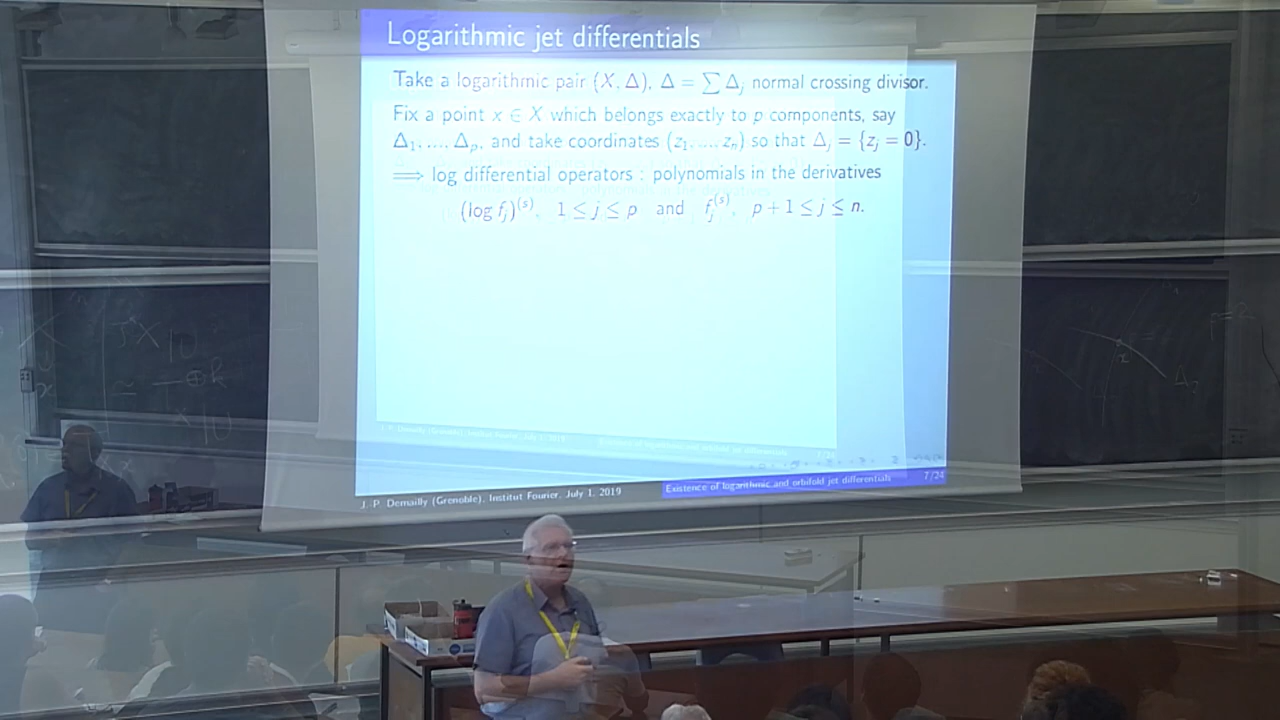 Logarithmic jet differentials
Take a logarithmic pair (X, Δ), Δ = ∑ Δ_j normal crossing divisor.
Fix a point x ∈ X which belongs exactly to p components, say
Δ_1, ..., Δ_p, and take coordinates (z_1, ..., z_n) so that Δ_j = {z_j = 0}.
⟹ log differential operators : polynomials in the derivatives
(log f_j)^(s), 1 ≤ j ≤ p and f_j^(s), p + 1 ≤ j ≤ n.
J.-P. Demailly (Grenoble), Institut Fourier, July 1, 2019
Existence of logarithmic and orbifold jet differentials
7/24